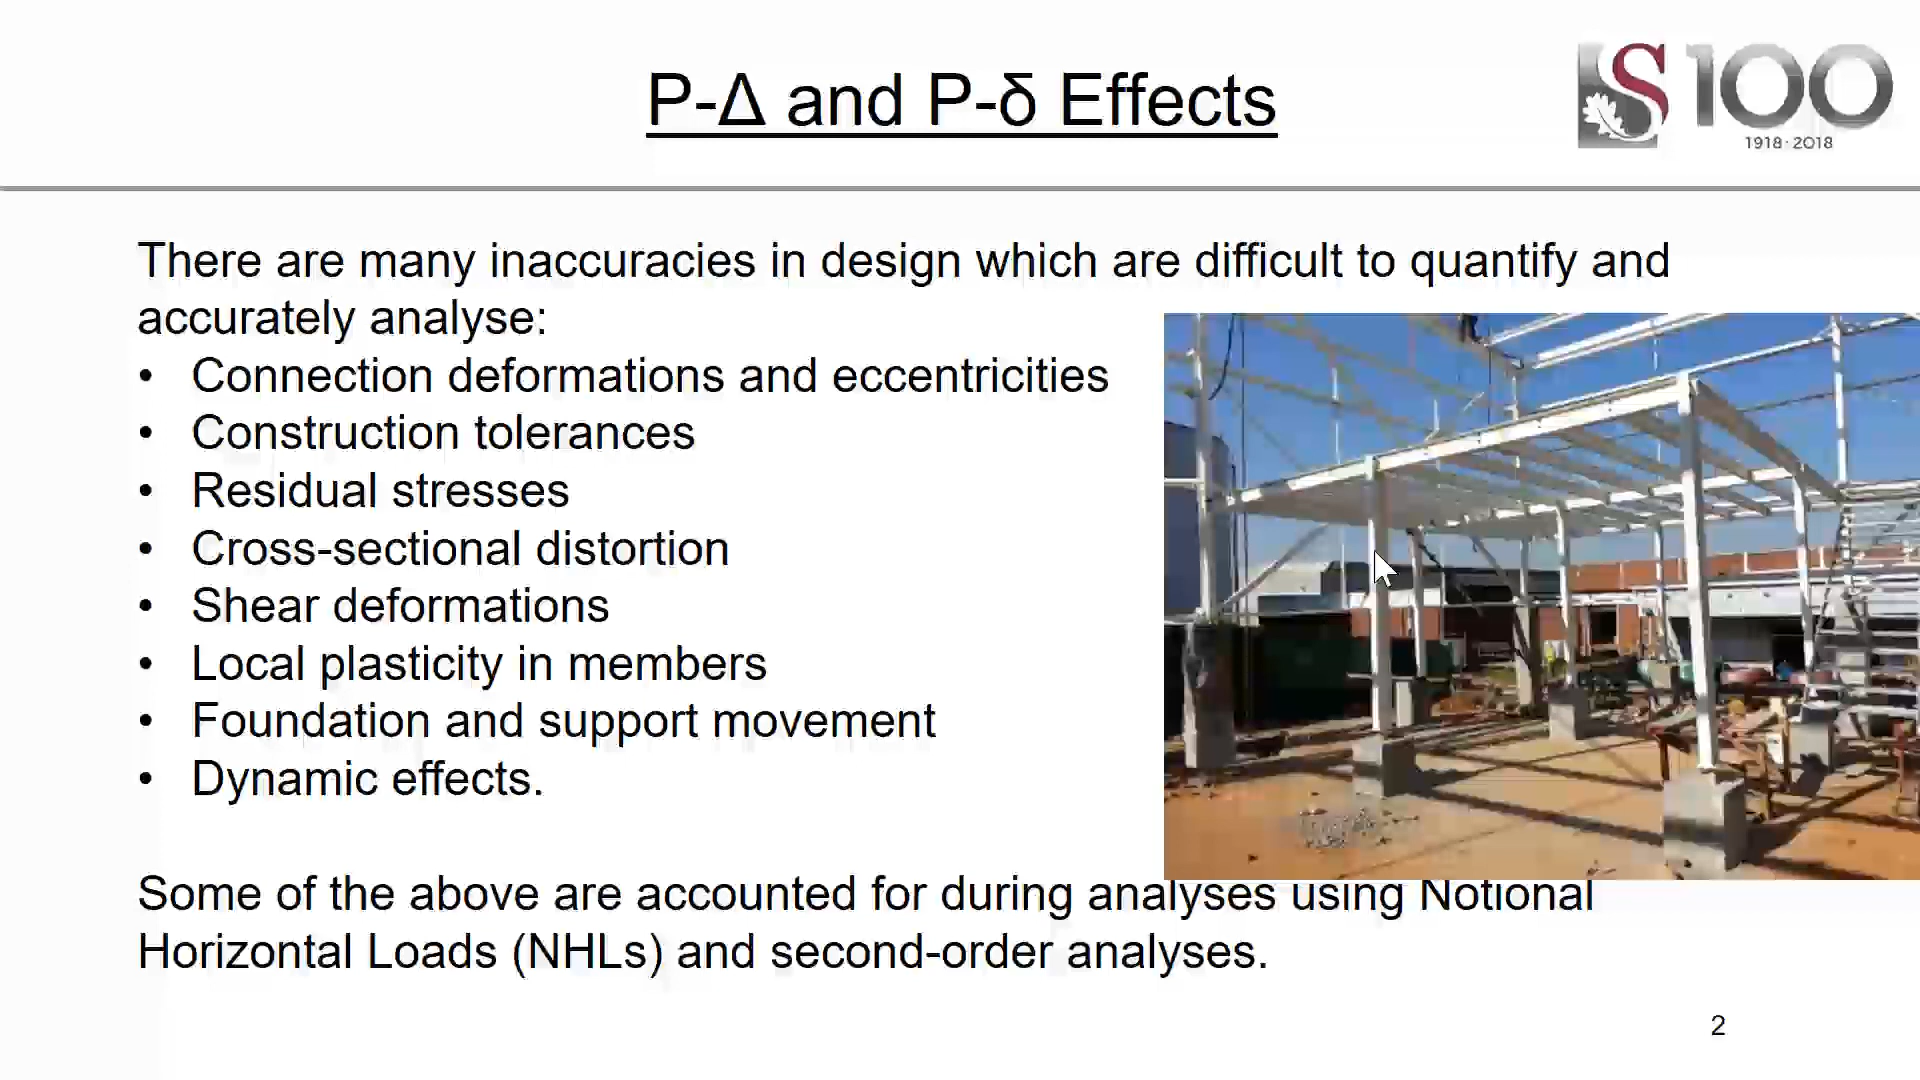 P-Δ and P-δ Effects
S 100
1918·2018
There are many inaccuracies in design which are difficult to quantify and
accurately analyse:
• Connection deformations and eccentricities
• Construction tolerances
• Residual stresses
• Cross-sectional distortion
• Shear deformations
• Local plasticity in members
• Foundation and support movement
• Dynamic effects.
Some of the above are accounted for during analyses using Notional
Horizontal Loads (NHLs) and second-order analyses.
2